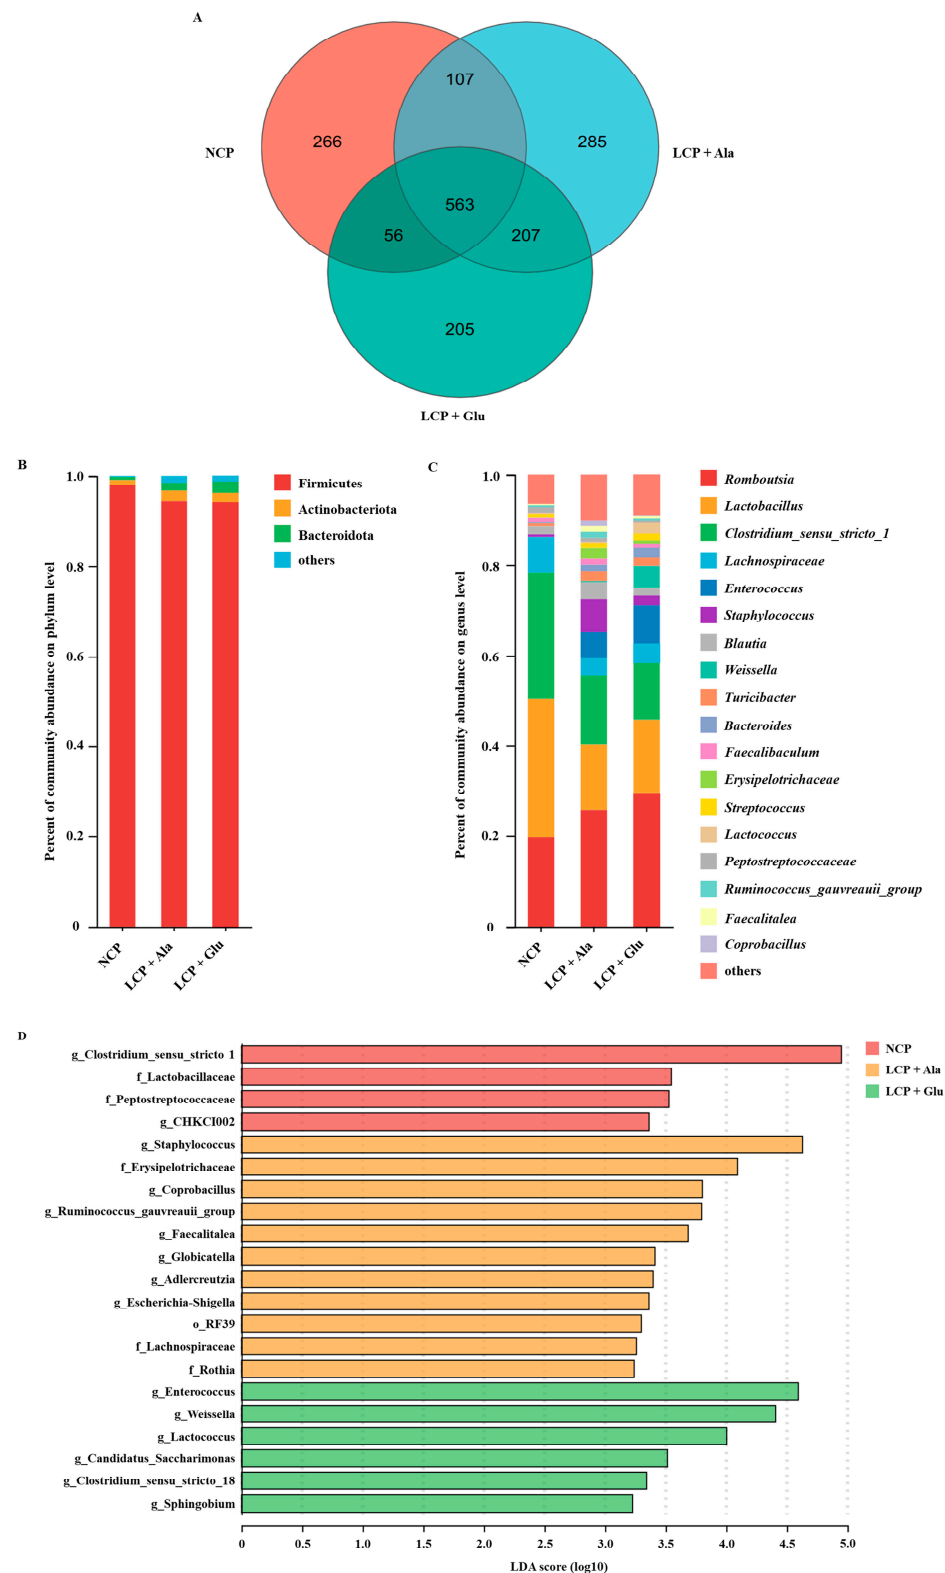 A
107
266
285
NCP
LCP + Ala
563
56
207
205
LCP + Glu
B
Percent of community abundance on phylum level
1.0
0.8
0.6
0.4
0.2
0
NCP
LCP + Ala
LCP + Glu
Firmicutes
Actinobacteriota
Bacteroidota
others
C
Percent of community abundance on genus level
1.0
0.8
0.6
0.4
0.2
0
NCP
LCP + Ala
LCP + Glu
Romboutsia
Lactobacillus
Clostridium_sensu_stricto_1
Lachnospiraceae
Enterococcus
Staphylococcus
Blautia
Weissella
Turicibacter
Bacteroides
Faecalibaculum
Erysipelotrichaceae
Streptococcus
Lactococcus
Peptostreptococcaceae
Ruminococcus_gauvreauii_group
Faecalitalea
Coprobacillus
others
D
g_Clostridium_sensu_stricto 1
f_Lactobacillaceae
f_Peptostreptococcaceae
g_CHKCI002
g_Staphylococcus
f_Erysipelotrichaceae
g_Coprobacillus
g_Ruminococcus_gauvreauii_group
g_Faecalitalea
g_Globicatella
g_Adlercreutzia
g_Escherichia-Shigella
o_RF39
f_Lachnospiraceae
f_Rothia
g_Enterococcus
g_Weissella
g_Lactococcus
g_Candidatus_Saccharimonas
g_Clostridium_sensu_stricto_18
g_Sphingobium
NCP
LCP + Ala
LCP + Glu
0 0.5 1.0 1.5 2.0 2.5 3.0 3.5 4.0 4.5 5.0
LDA score (log10)